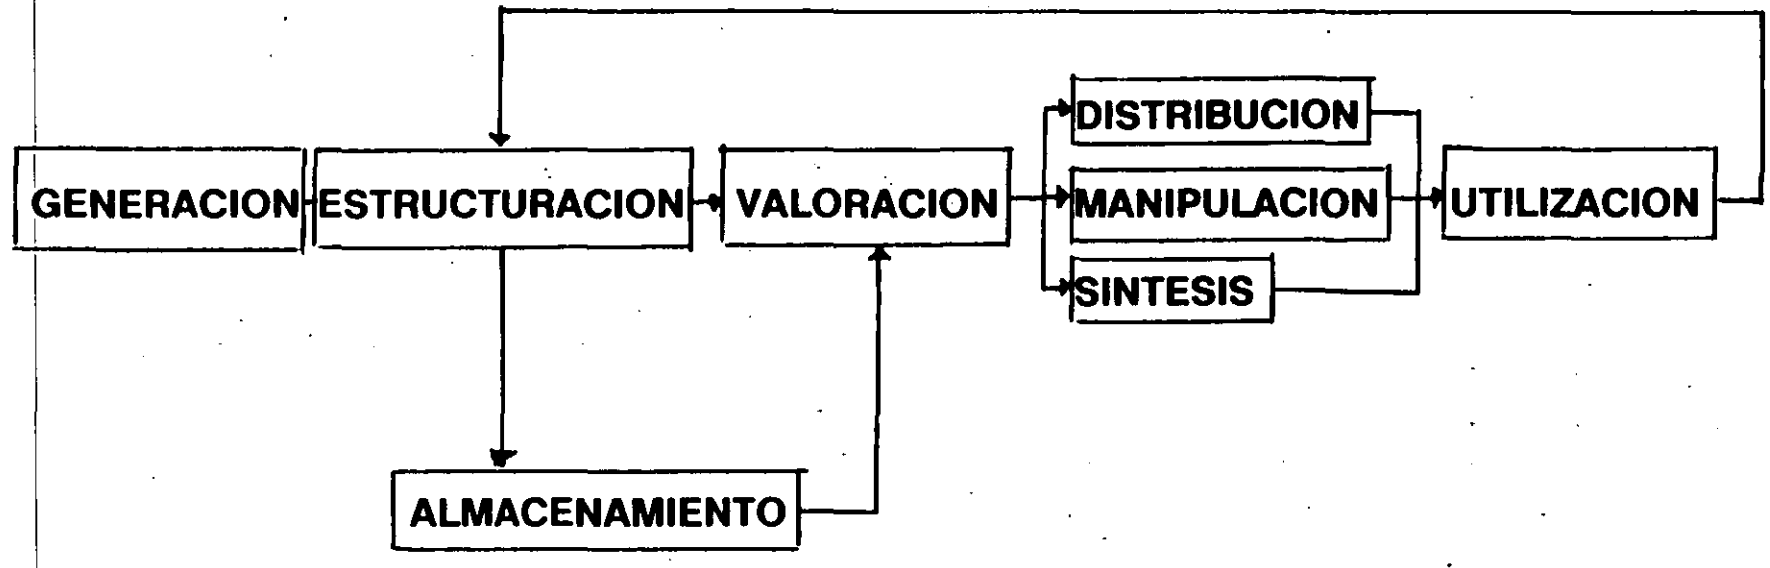 GENERACION
ESTRUCTURACION
VALORACION
DISTRIBUCION
MANIPULACION
SINTESIS
UTILIZACION
ALMACENAMIENTO